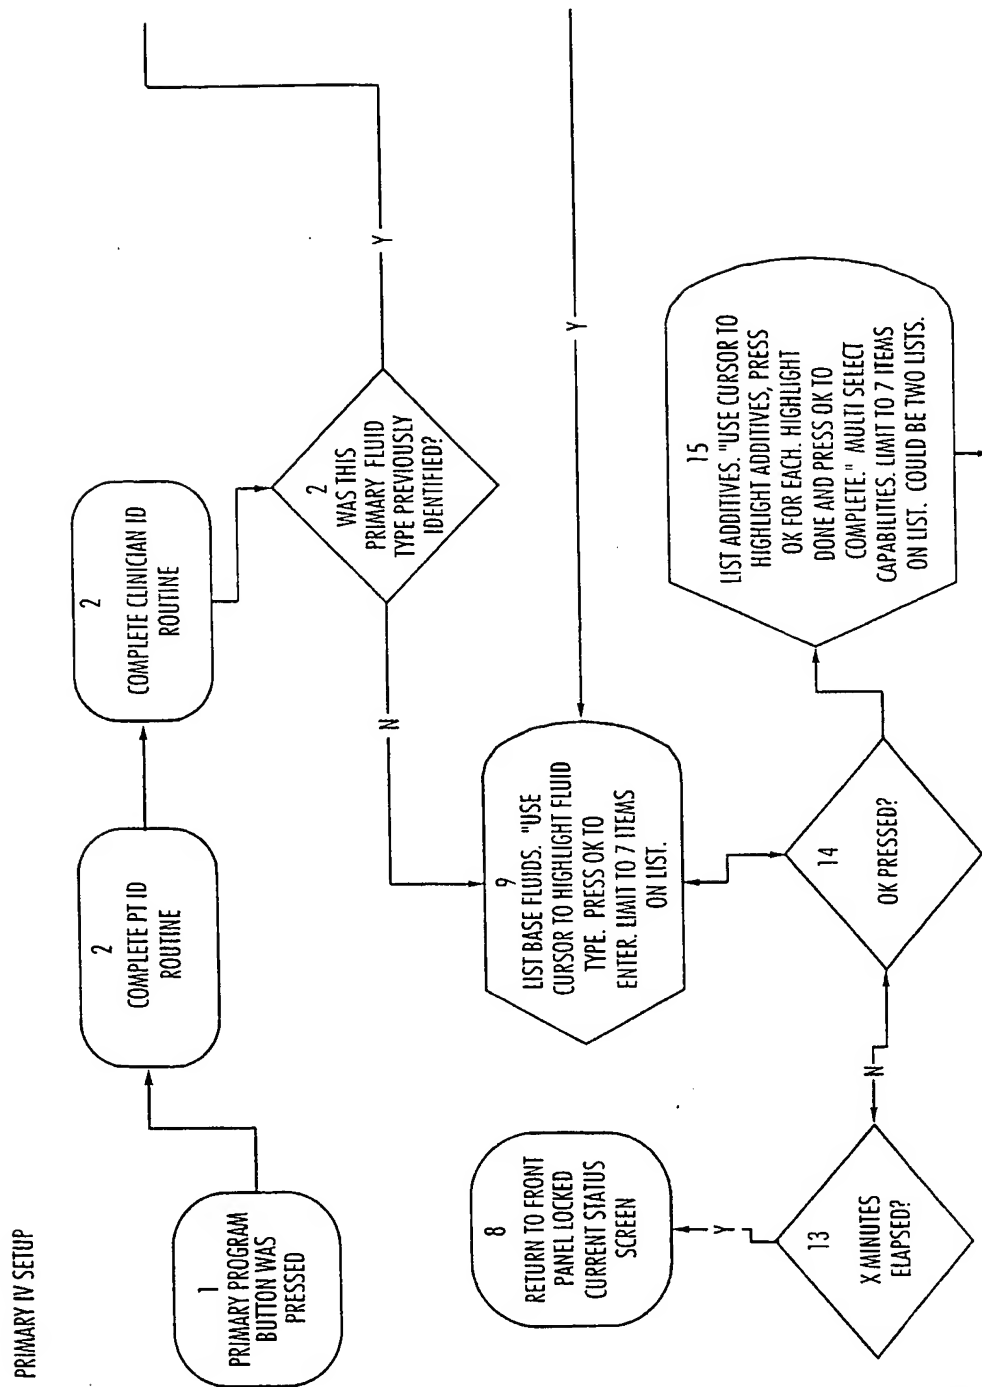 PRIMARY IV SETUP
1
PRIMARY PROGRAM
BUTTON WAS
PRESSED
2
COMPLETE PT ID
ROUTINE
2
COMPLETE CLINICIAN ID
ROUTINE
2
WAS THIS
PRIMARY FLUID
TYPE PREVIOUSLY
IDENTIFIED?
Y
N
9
LIST BASE FLUIDS. "USE
CURSOR TO HIGHLIGHT FLUID
TYPE. PRESS OK TO
ENTER. LIMIT TO 7 ITEMS
ON LIST.
Y
8
RETURN TO FRONT
PANEL LOCKED
CURRENT STATUS
SCREEN
Y
13
X MINUTES
ELAPSED?
N
14
OK PRESSED?
15
LIST ADDITIVES. "USE CURSOR TO
HIGHLIGHT ADDITIVES, PRESS
OK FOR EACH. HIGHLIGHT
DONE AND PRESS OK TO
COMPLETE." MULTI SELECT
CAPABILITIES. LIMIT TO 7 ITEMS
ON LIST. COULD BE TWO LISTS.